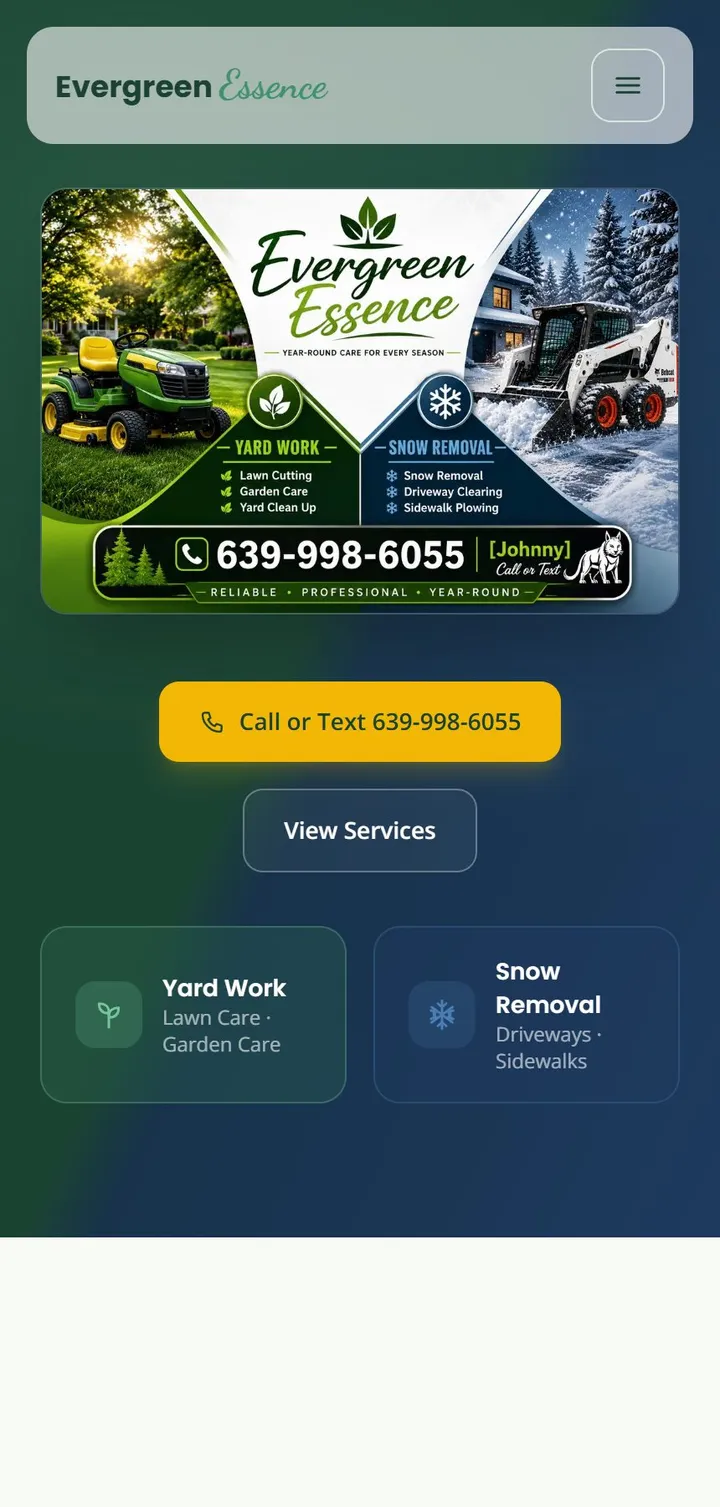 Evergreen Essence
Evergreen
Essence
YEAR-ROUND CARE FOR EVERY SEASON
YARD WORK
Lawn Cutting
Garden Care
Yard Clean Up
SNOW REMOVAL
Snow Removal
Driveway Clearing
Sidewalk Plowing
Bobcat
639-998-6055
[Johnny]
Call or Text
RELIABLE • PROFESSIONAL • YEAR-ROUND
Call or Text 639-998-6055
View Services
Yard Work
Lawn Care ·
Garden Care
Snow
Removal
Driveways ·
Sidewalks